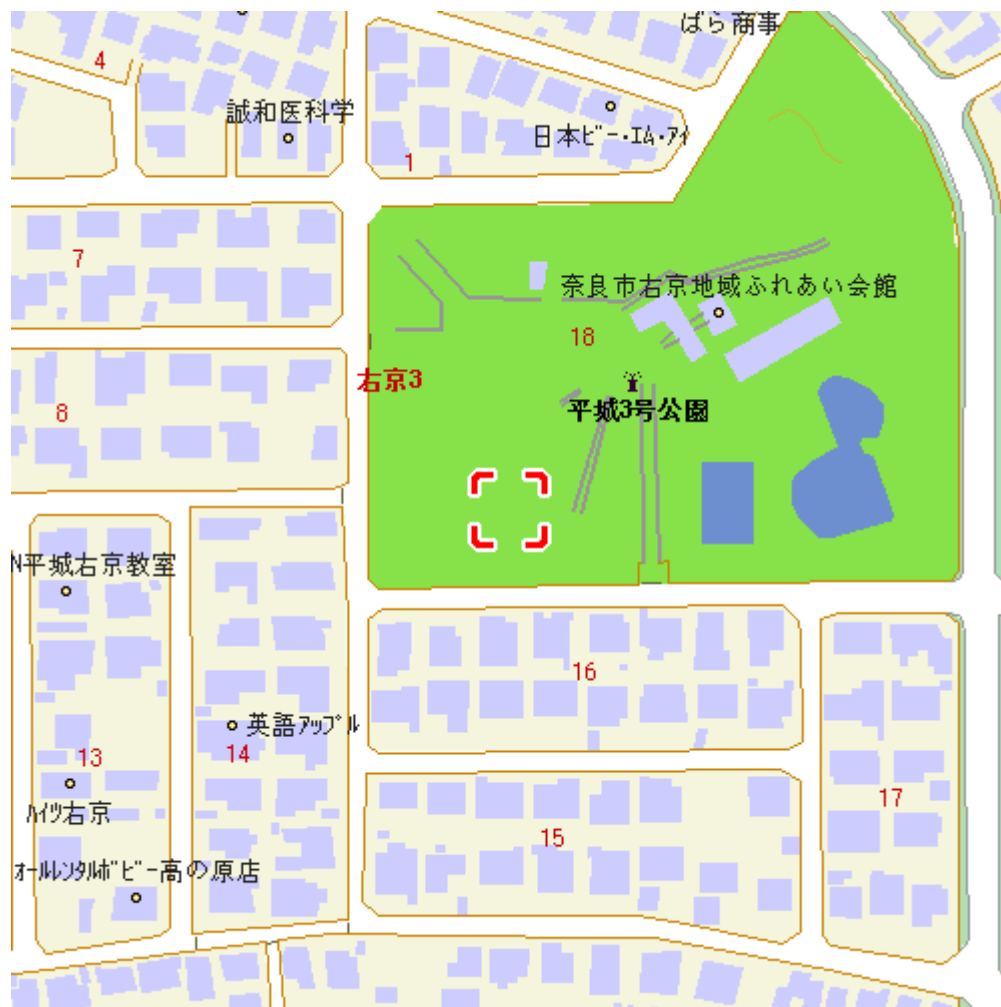 ばら商事
4
誠和医科学
日本ビー・エム・アイ
1
7
奈良市右京地域ふれあい会館
18
右京3
平城3号公園
8
N平城右京教室
16
英語アップル
14
13
17
ハイツ右京
15
ォールレンタルボビー高の原店